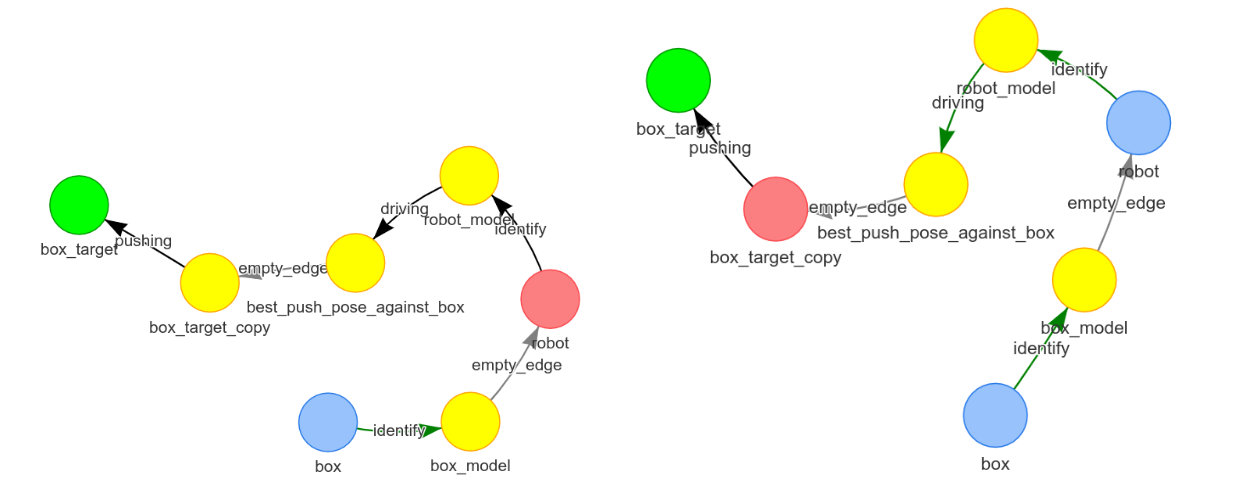 box_target
pushing
box_target_copy
empty_edge
best_push_pose_against_box
driving
robot_model
identify
robot
empty_edge
box
identify
box_model
box_target
pushing
box_target_copy
empty_edge
best_push_pose_against_box
driving
robot_model
identify
robot
empty_edge
box_model
identify
box